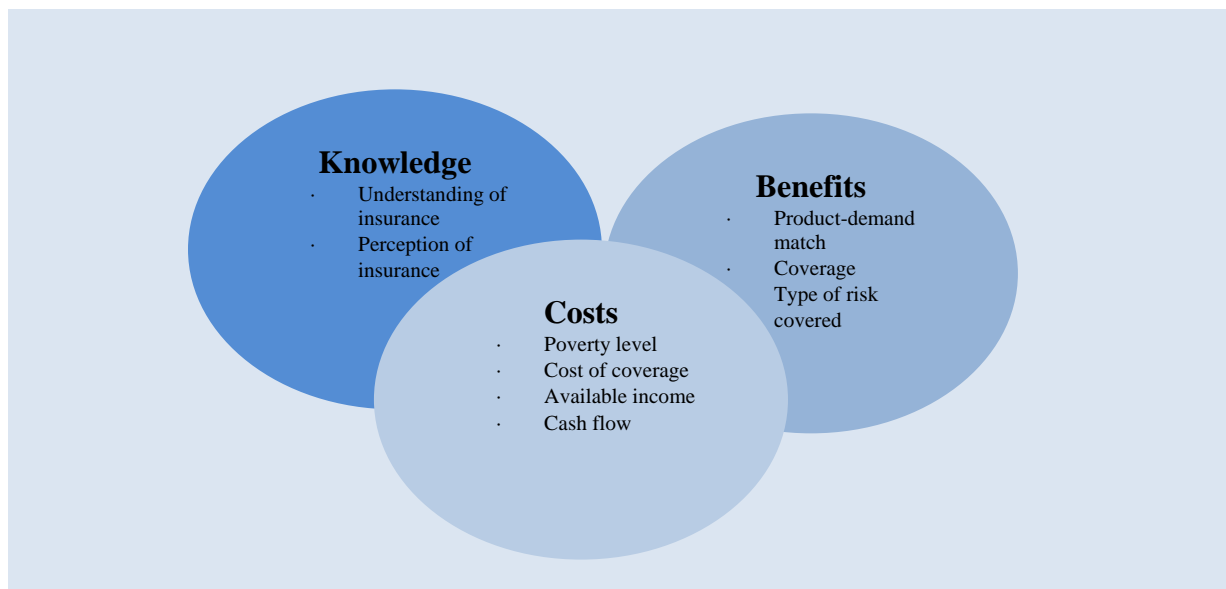 Knowledge
· Understanding of
insurance
· Perception of
insurance
Benefits
· Product-demand
match
· Coverage
Type of risk
covered
Costs
· Poverty level
· Cost of coverage
· Available income
· Cash flow